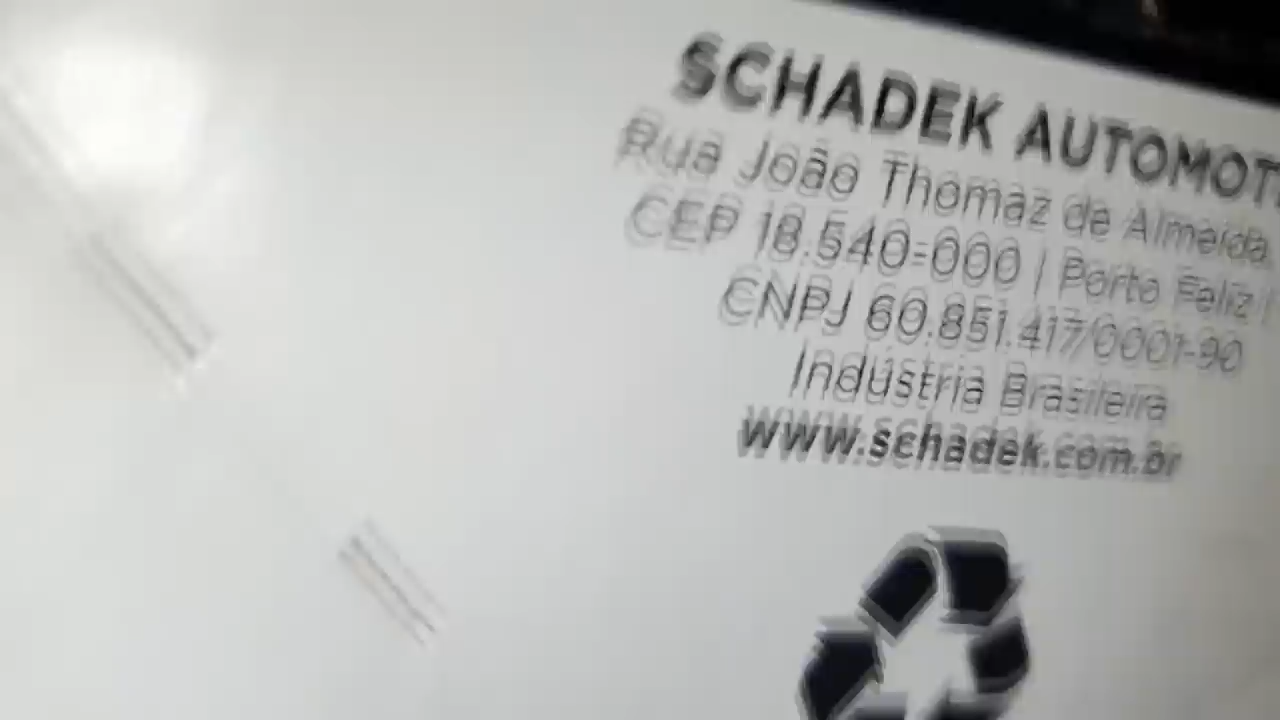 SCHADEK AUTOMOT
Rua João Thomaz de Almeida
CEP 18.540-000 | Porto Feliz |
CNPJ 60.851.417/0001-90
Indústria Brasileira
www.schadek.com.br